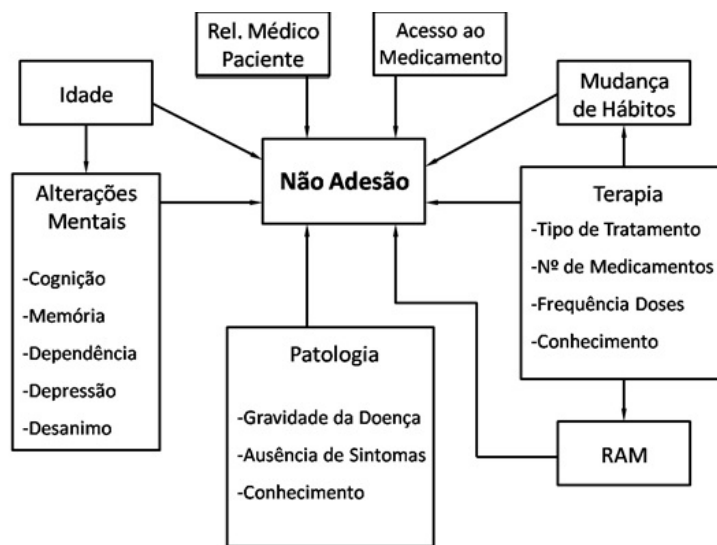 Rel. Médico
Paciente
Acesso ao
Medicamento
Idade
Mudança
de Hábitos
Não Adesão
Alterações
Mentais
-Cognição
-Memória
-Dependência
-Depressão
-Desanimo
Terapia
-Tipo de Tratamento
-Nº de Medicamentos
-Frequência Doses
-Conhecimento
Patologia
-Gravidade da Doença
-Ausência de Sintomas
-Conhecimento
RAM